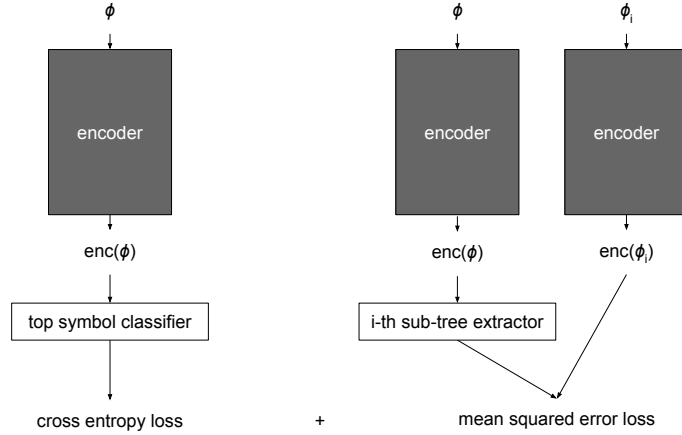 ϕ ϕ ϕᵢ
encoder encoder encoder
enc(ϕ) enc(ϕ) enc(ϕᵢ)
top symbol classifier i-th sub-tree extractor
cross entropy loss + mean squared error loss